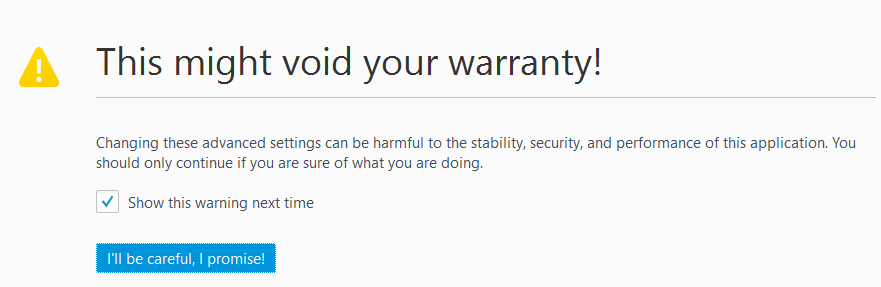 This might void your warranty!
Changing these advanced settings can be harmful to the stability, security, and performance of this application. You
should only continue if you are sure of what you are doing.
Show this warning next time
I'll be careful, I promise!